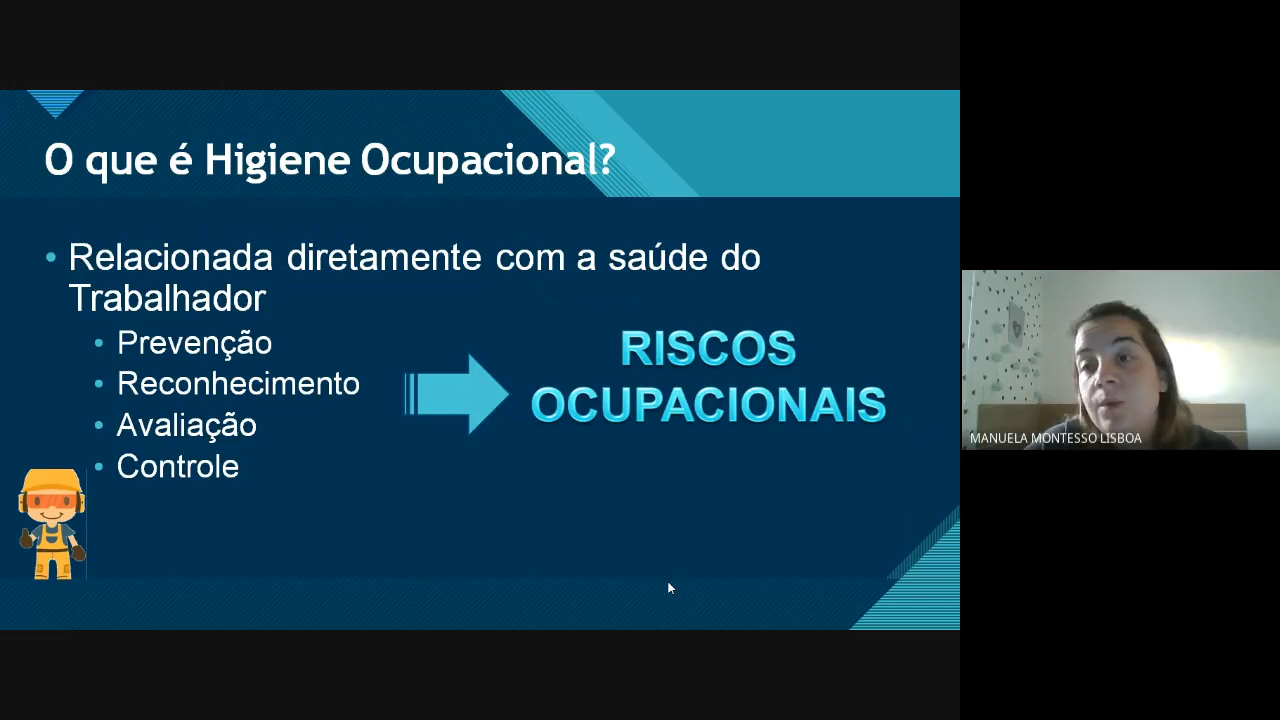 O que é Higiene Ocupacional?
• Relacionada diretamente com a saúde do
Trabalhador
• Prevenção
• Reconhecimento
• Avaliação
• Controle
RISCOS
OCUPACIONAIS
MANUELA MONTESSO LISBOA